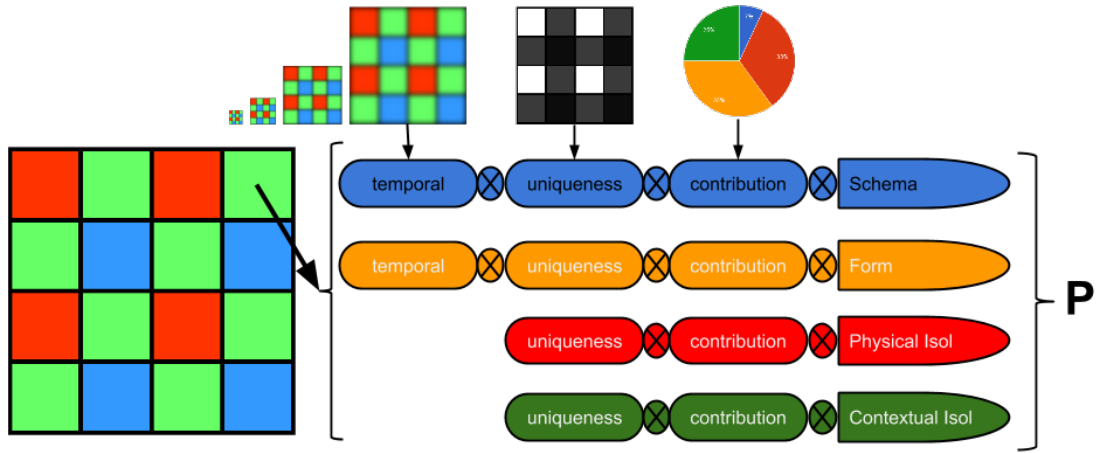 temporal
uniqueness
contribution
Schema
temporal
uniqueness
contribution
Form
P
uniqueness
contribution
Physical Isol
uniqueness
contribution
Contextual Isol